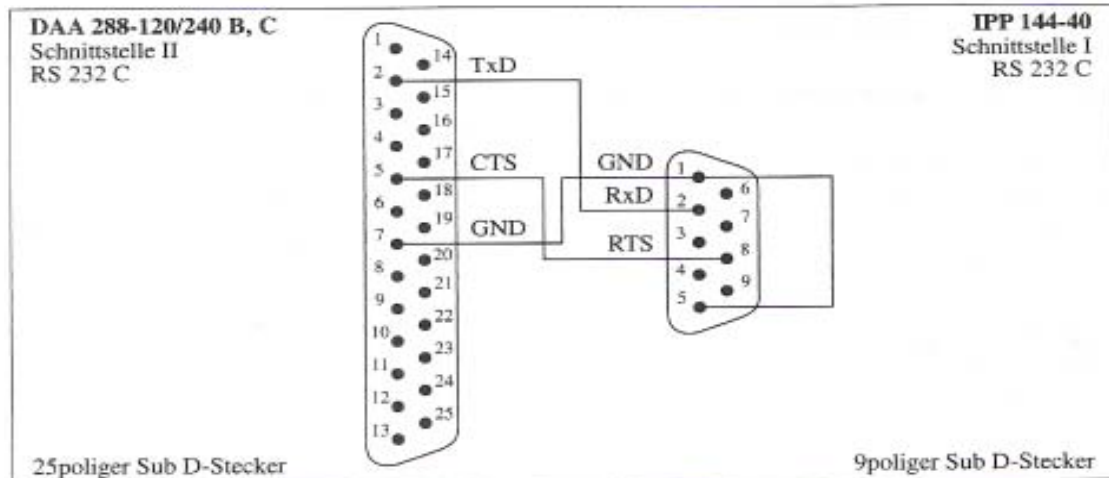 DAA 288-120/240 B, C
Schnittstelle II
RS 232 C
IPP 144-40
Schnittstelle I
RS 232 C
1
14
2
TxD
15
3
16
4
17
5
CTS
18
6
19
7
GND
20
8
21
9
22
10
23
11
24
12
25
13
GND
1
6
RxD
2
7
3
RTS
8
4
9
5
25poliger Sub D-Stecker
9poliger Sub D-Stecker